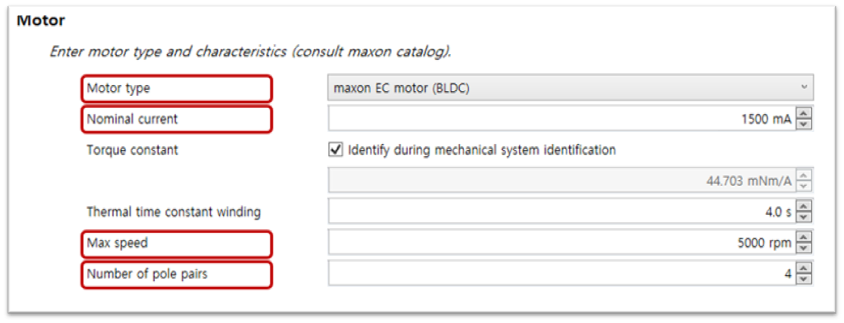 Motor
Enter motor type and characteristics (consult maxon catalog).
Motor type maxon EC motor (BLDC)
Nominal current 1500 mA
Torque constant Identify during mechanical system identification
44.703 mNm/A
Thermal time constant winding 4.0 s
Max speed 5000 rpm
Number of pole pairs 4